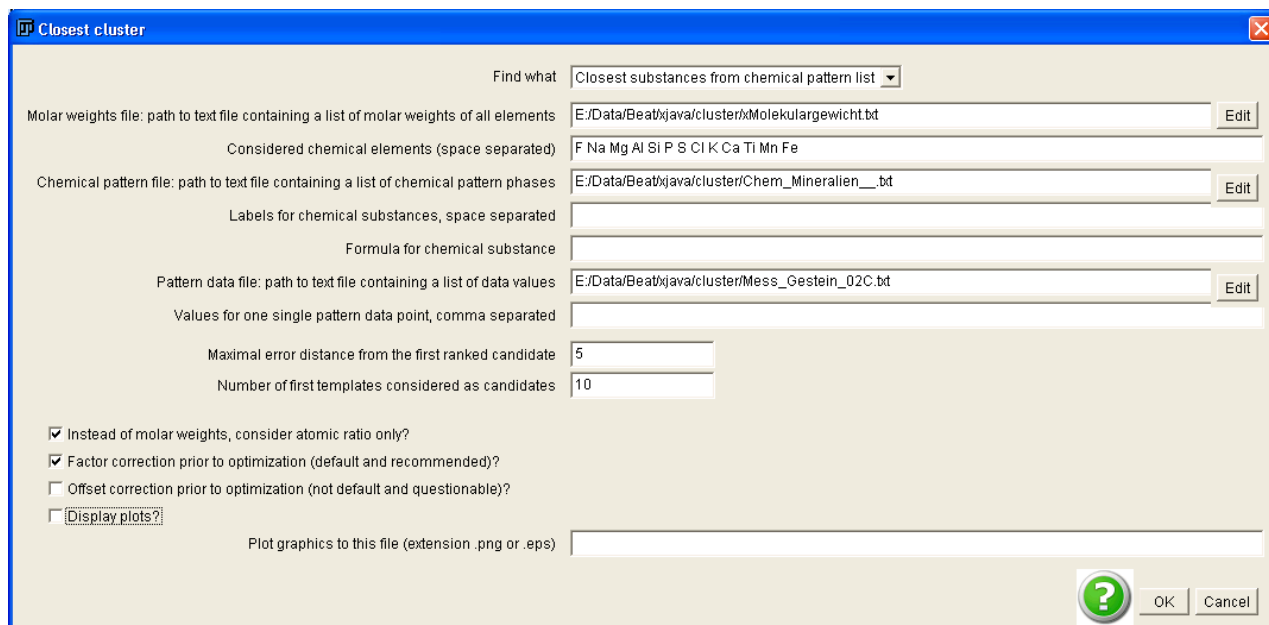 Closest cluster
Find what Closest substances from chemical pattern list
Molar weights file: path to text file containing a list of molar weights of all elements E:/Data/Beat/xjava/cluster/xMolekulargewicht.txt Edit
Considered chemical elements (space separated) F Na Mg Al Si P S Cl K Ca Ti Mn Fe
Chemical pattern file: path to text file containing a list of chemical pattern phases E:/Data/Beat/xjava/cluster/Chem_Mineralien__.txt Edit
Labels for chemical substances, space separated
Formula for chemical substance
Pattern data file: path to text file containing a list of data values E:/Data/Beat/xjava/cluster/Mess_Gestein_02C.txt Edit
Values for one single pattern data point, comma separated
Maximal error distance from the first ranked candidate 5
Number of first templates considered as candidates 10
Instead of molar weights, consider atomic ratio only?
Factor correction prior to optimization (default and recommended)?
Offset correction prior to optimization (not default and questionable)?
Display plots?
Plot graphics to this file (extension .png or .eps)
? OK Cancel